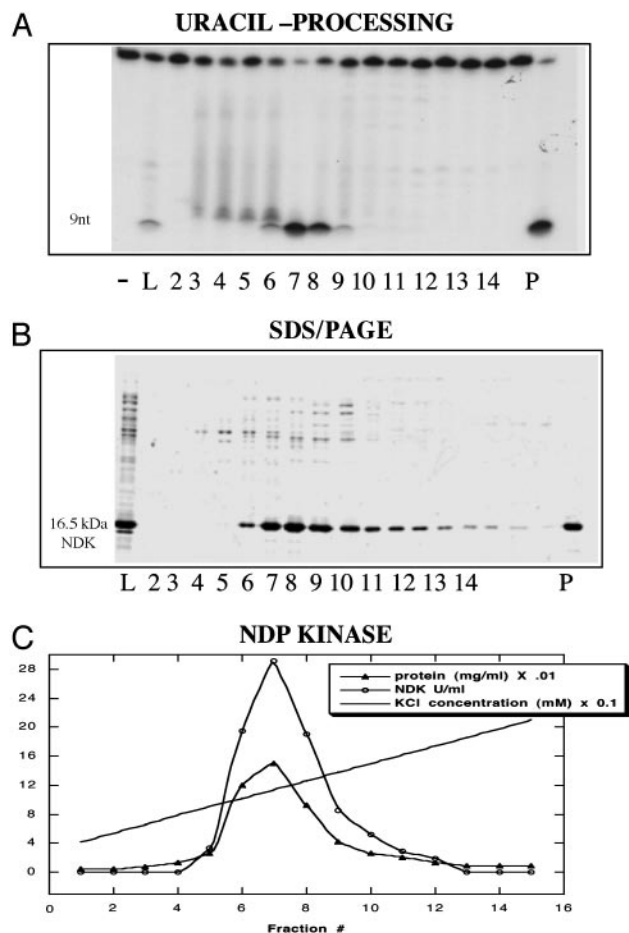 A
URACIL –PROCESSING
9nt
– L 2 3 4 5 6 7 8 9 10 11 12 13 14 P
B
SDS/PAGE
16.5 kDa
NDK
L 2 3 4 5 6 7 8 9 10 11 12 13 14 P
C
NDP KINASE
28
24
20
16
12
8
4
0
protein (mg/ml) X .01
NDK U/ml
KCl concentration (mM) x 0.1
0 2 4 6 8 10 12 14 16
Fraction #